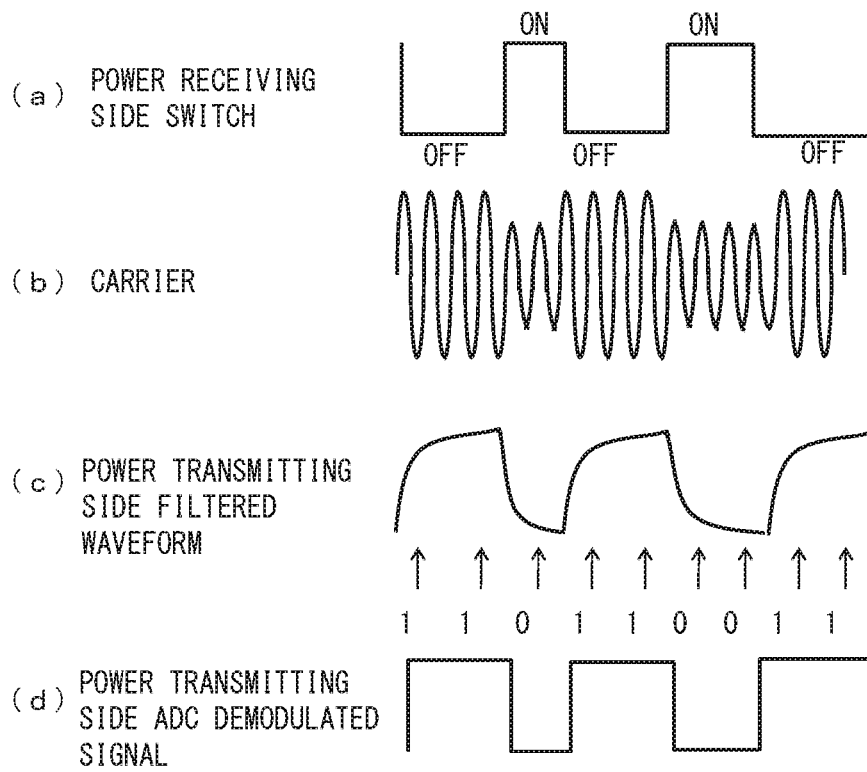 ON ON
(a) POWER RECEIVING
SIDE SWITCH
OFF OFF OFF
(b) CARRIER
(c) POWER TRANSMITTING
SIDE FILTERED
WAVEFORM
1 1 0 1 1 0 0 1 1
(d) POWER TRANSMITTING
SIDE ADC DEMODULATED
SIGNAL